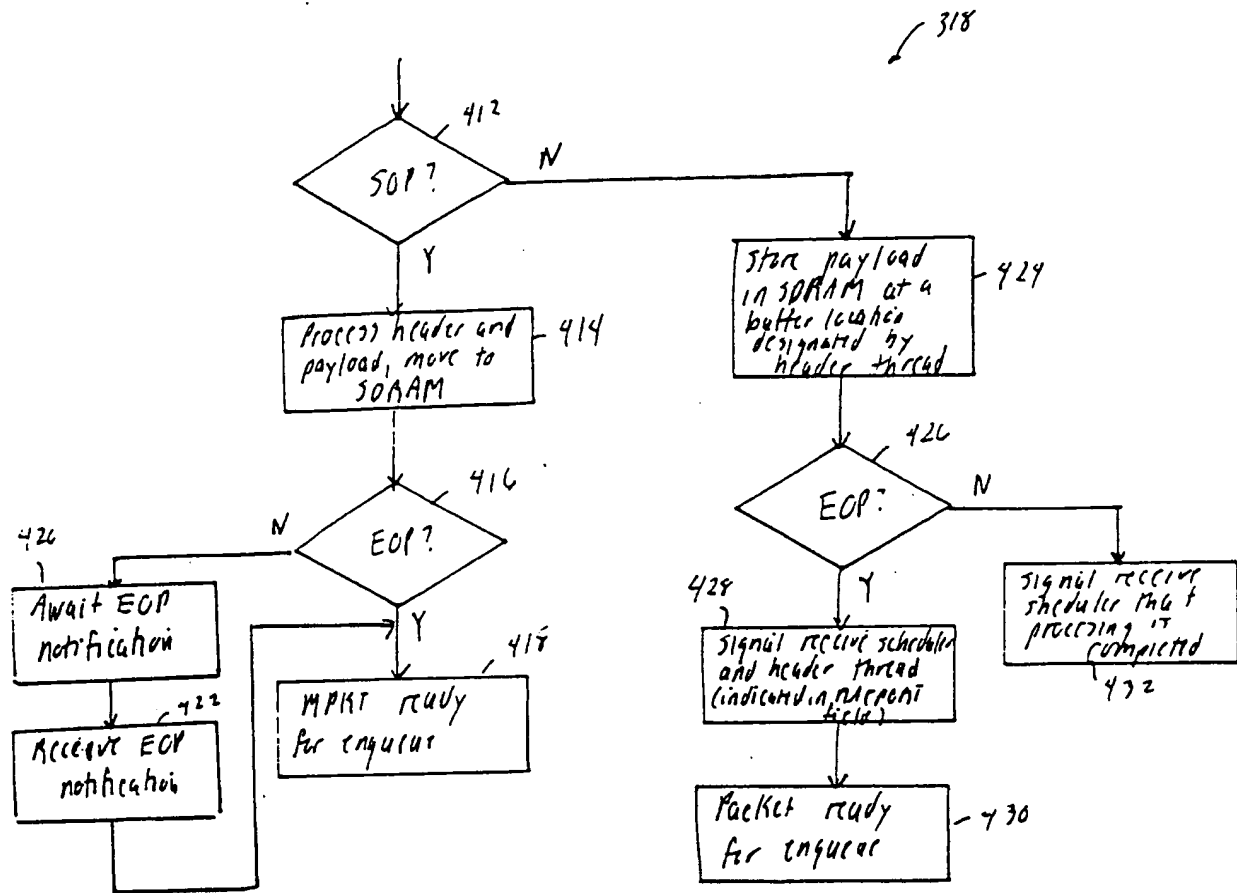 318
412
SOP?
N
Y
Process header and
payload, move to
SDRAM
414
Store payload
in SDRAM at a
buffer location
designated by
header thread
424
416
EOP?
N
Y
426
EOP?
N
Y
420
Await EOP
notification
422
Receive EOP
notification
418
MPKT ready
for enqueue
428
Signal receive scheduler
and header thread
(indicated in
field)
Signal receive
sheduler that
processing is
completed
432
Packet ready
for enqueue
430